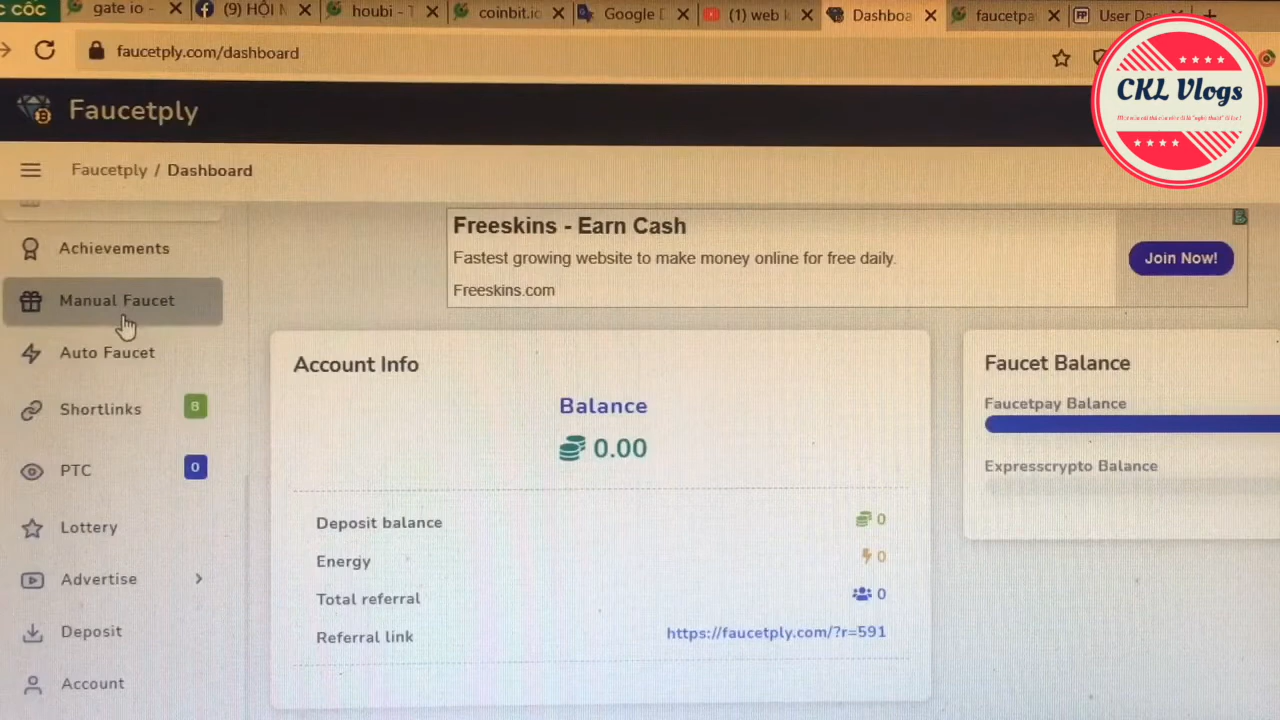 CỐC
gate io -
(9) HỘI N
houbi - T
coinbit.io
Google D
(1) web k
Dashboa
faucetpa
FP
User Das
faucetply.com/dashboard
CKL Vlogs
Faucetply
Faucetply / Dashboard
Freeskins - Earn Cash
Fastest growing website to make money online for free daily.
Freeskins.com
Join Now!
Achievements
Manual Faucet
Auto Faucet
Shortlinks 8
PTC 0
Lottery
Advertise
Deposit
Account
Account Info
Balance
0.00
Deposit balance 0
Energy 0
Total referral 0
Referral link https://faucetply.com/?r=591
Faucet Balance
Faucetpay Balance
Expresscrypto Balance